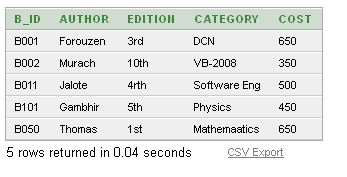 B_ID AUTHOR EDITION CATEGORY COST
B001 Forouzen 3rd DCN 650
B002 Murach 10th VB-2008 350
B011 Jalote 4rth Software Eng 500
B101 Gambhir 5th Physics 450
B050 Thomas 1st Mathemaatics 650
5 rows returned in 0.04 seconds CSV Export